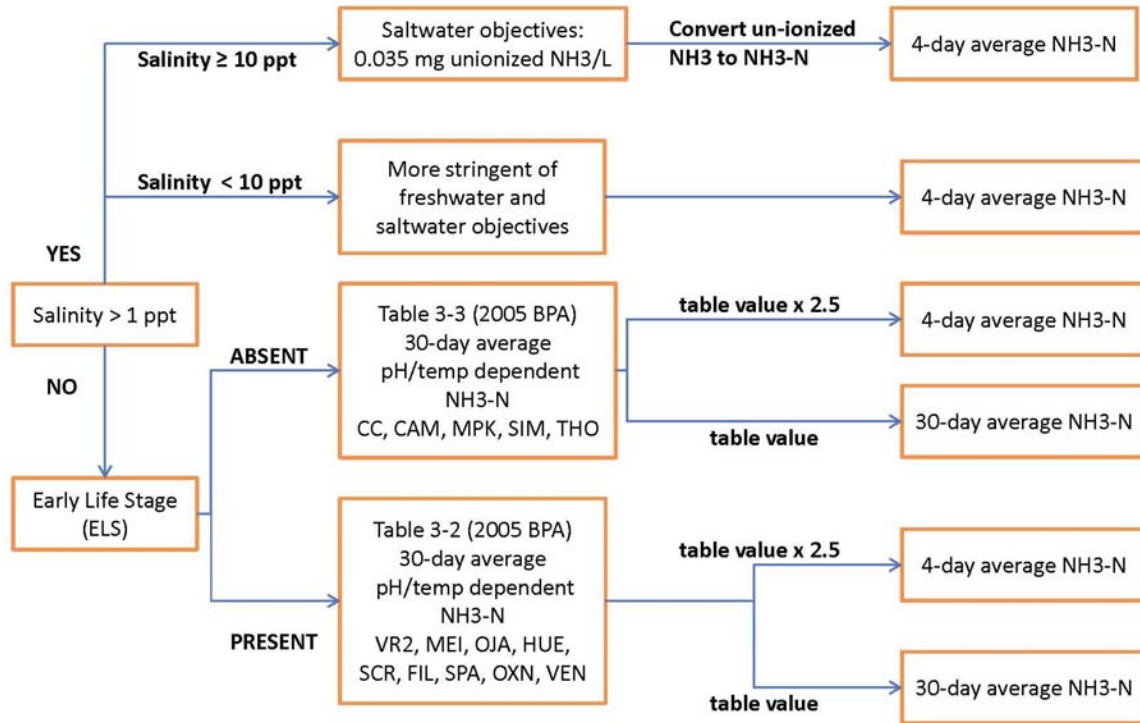 Salinity ≥ 10 ppt
Saltwater objectives:
0.035 mg unionized NH3/L
Convert un-ionized
NH3 to NH3-N
4-day average NH3-N
Salinity < 10 ppt
More stringent of
freshwater and
saltwater objectives
4-day average NH3-N
YES
Salinity > 1 ppt
NO
ABSENT
Table 3-3 (2005 BPA)
30-day average
pH/temp dependent
NH3-N
CC, CAM, MPK, SIM, THO
table value x 2.5
4-day average NH3-N
table value
30-day average NH3-N
Early Life Stage
(ELS)
PRESENT
Table 3-2 (2005 BPA)
30-day average
pH/temp dependent
NH3-N
VR2, MEI, OJA, HUE,
SCR, FIL, SPA, OXN, VEN
table value x 2.5
4-day average NH3-N
table value
30-day average NH3-N